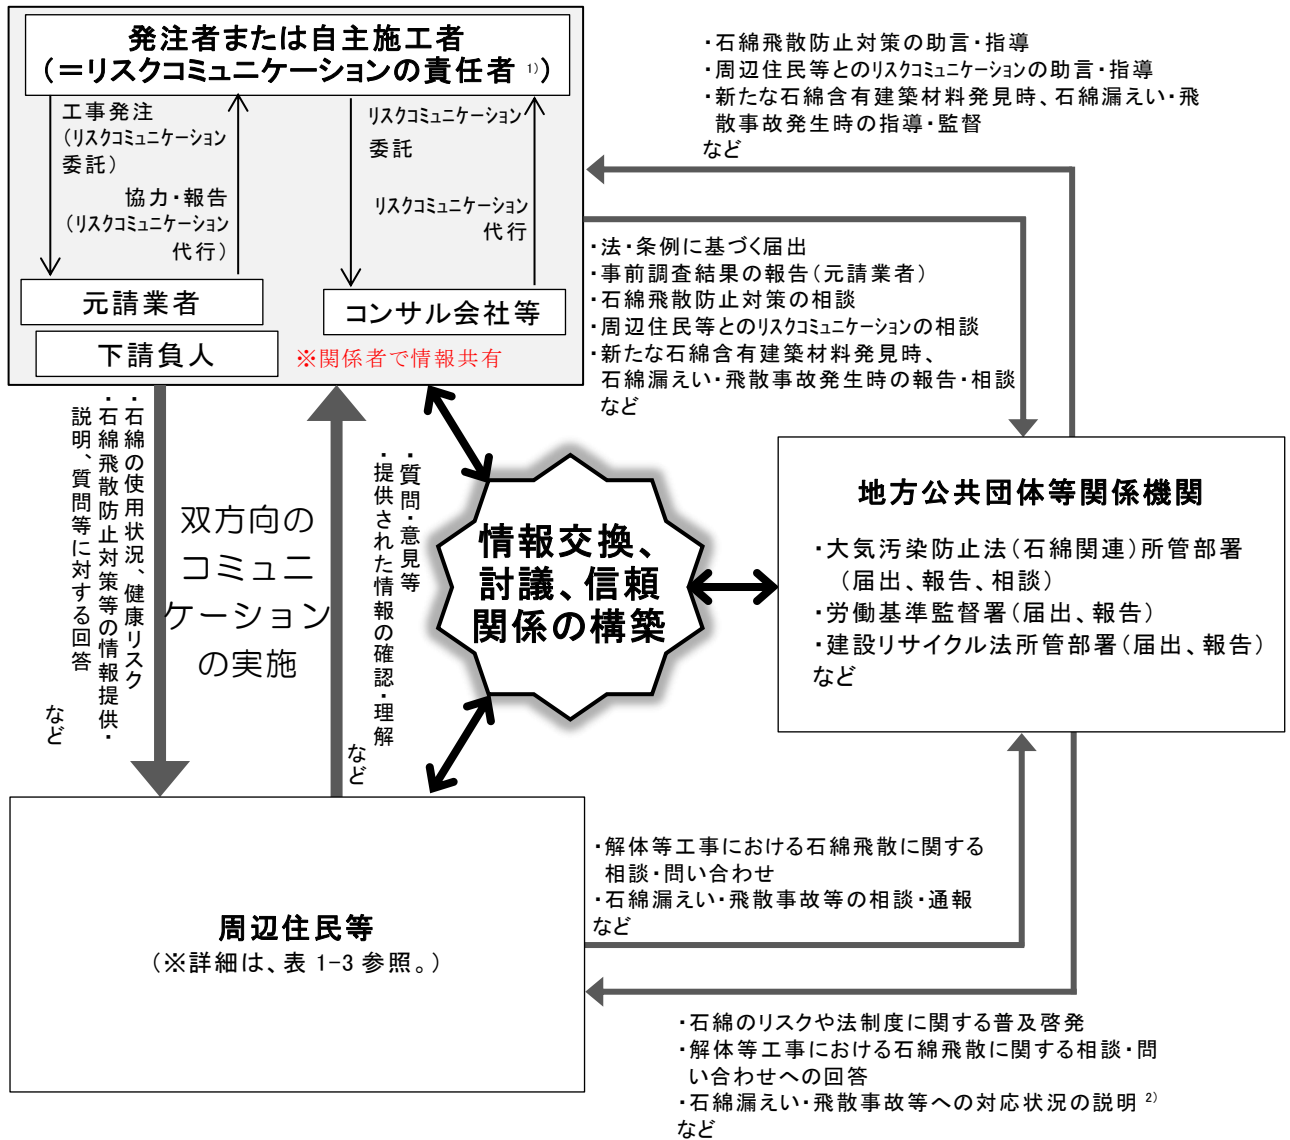 発注者または自主施工者
（＝リスクコミュニケーションの責任者 1)）
工事発注
（リスクコミュニケーション
委託）
協力・報告
（リスクコミュニケーション
代行）
リスクコミュニケーション
委託
リスクコミュニケーション
代行
元請業者
下請負人
コンサル会社等
※関係者で情報共有
・石綿飛散防止対策の助言・指導
・周辺住民等とのリスクコミュニケーションの助言・指導
・新たな石綿含有建築材料発見時、石綿漏えい・飛
散事故発生時の指導・監督
など
・法・条例に基づく届出
・事前調査結果の報告（元請業者）
・石綿飛散防止対策の相談
・周辺住民等とのリスクコミュニケーションの相談
・新たな石綿含有建築材料発見時、
石綿漏えい・飛散事故発生時の報告・相談
など
・石綿の使用状況、健康リスク
・石綿飛散防止対策等の情報提供・
説明、質問等に対する回答
など
双方向の
コミュニ
ケーション
の実施
・質問・意見等
・提供された情報の確認・理解
など
情報交換、
討議、信頼
関係の構築
地方公共団体等関係機関
・大気汚染防止法（石綿関連）所管部署
（届出、報告、相談）
・労働基準監督署（届出、報告）
・建設リサイクル法所管部署（届出、報告）
など
周辺住民等
（※詳細は、表 1-3 参照。）
・解体等工事における石綿飛散に関する
相談・問い合わせ
・石綿漏えい・飛散事故等の相談・通報
など
・石綿のリスクや法制度に関する普及啓発
・解体等工事における石綿飛散に関する相談・問
い合わせへの回答
・石綿漏えい・飛散事故等への対応状況の説明 2)
など